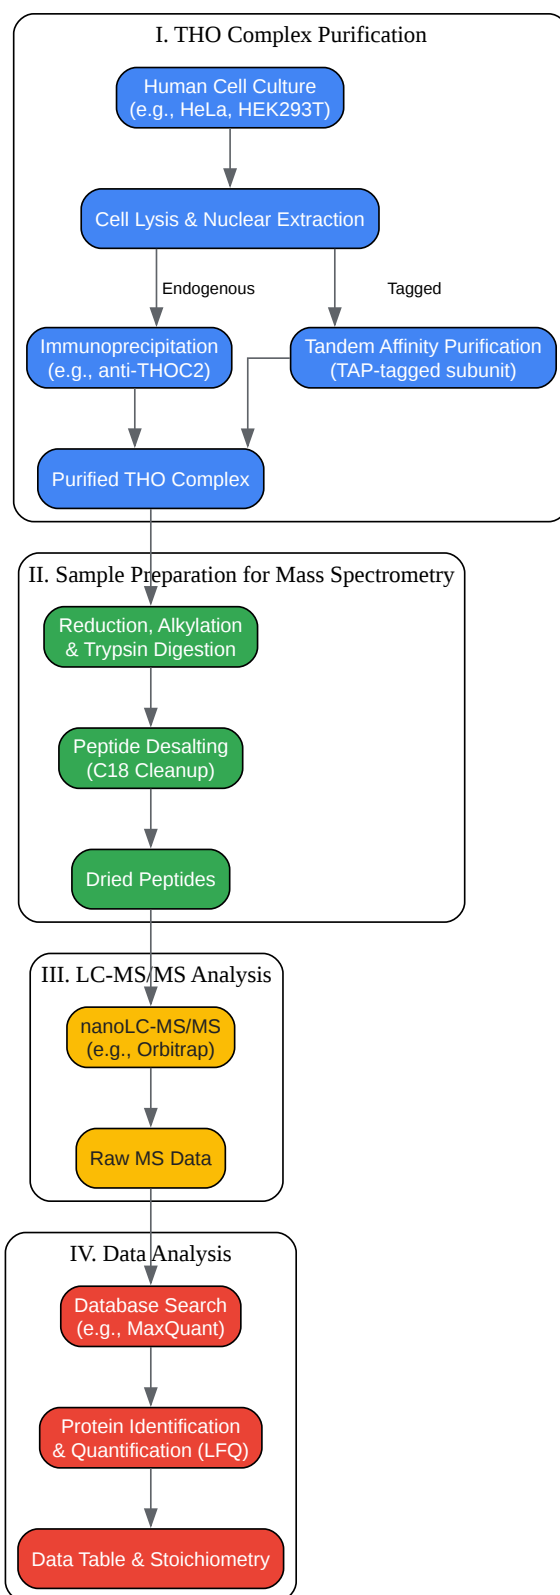 I. THO Complex Purification
Human Cell Culture
(e.g., HeLa, HEK293T)
Cell Lysis & Nuclear Extraction
Endogenous
Tagged
Immunoprecipitation
(e.g., anti-THOC2)
Tandem Affinity Purification
(TAP-tagged subunit)
Purified THO Complex
II. Sample Preparation for Mass Spectrometry
Reduction, Alkylation
& Trypsin Digestion
Peptide Desalting
(C18 Cleanup)
Dried Peptides
III. LC-MS/MS Analysis
nanoLC-MS/MS
(e.g., Orbitrap)
Raw MS Data
IV. Data Analysis
Database Search
(e.g., MaxQuant)
Protein Identification
& Quantification (LFQ)
Data Table & Stoichiometry